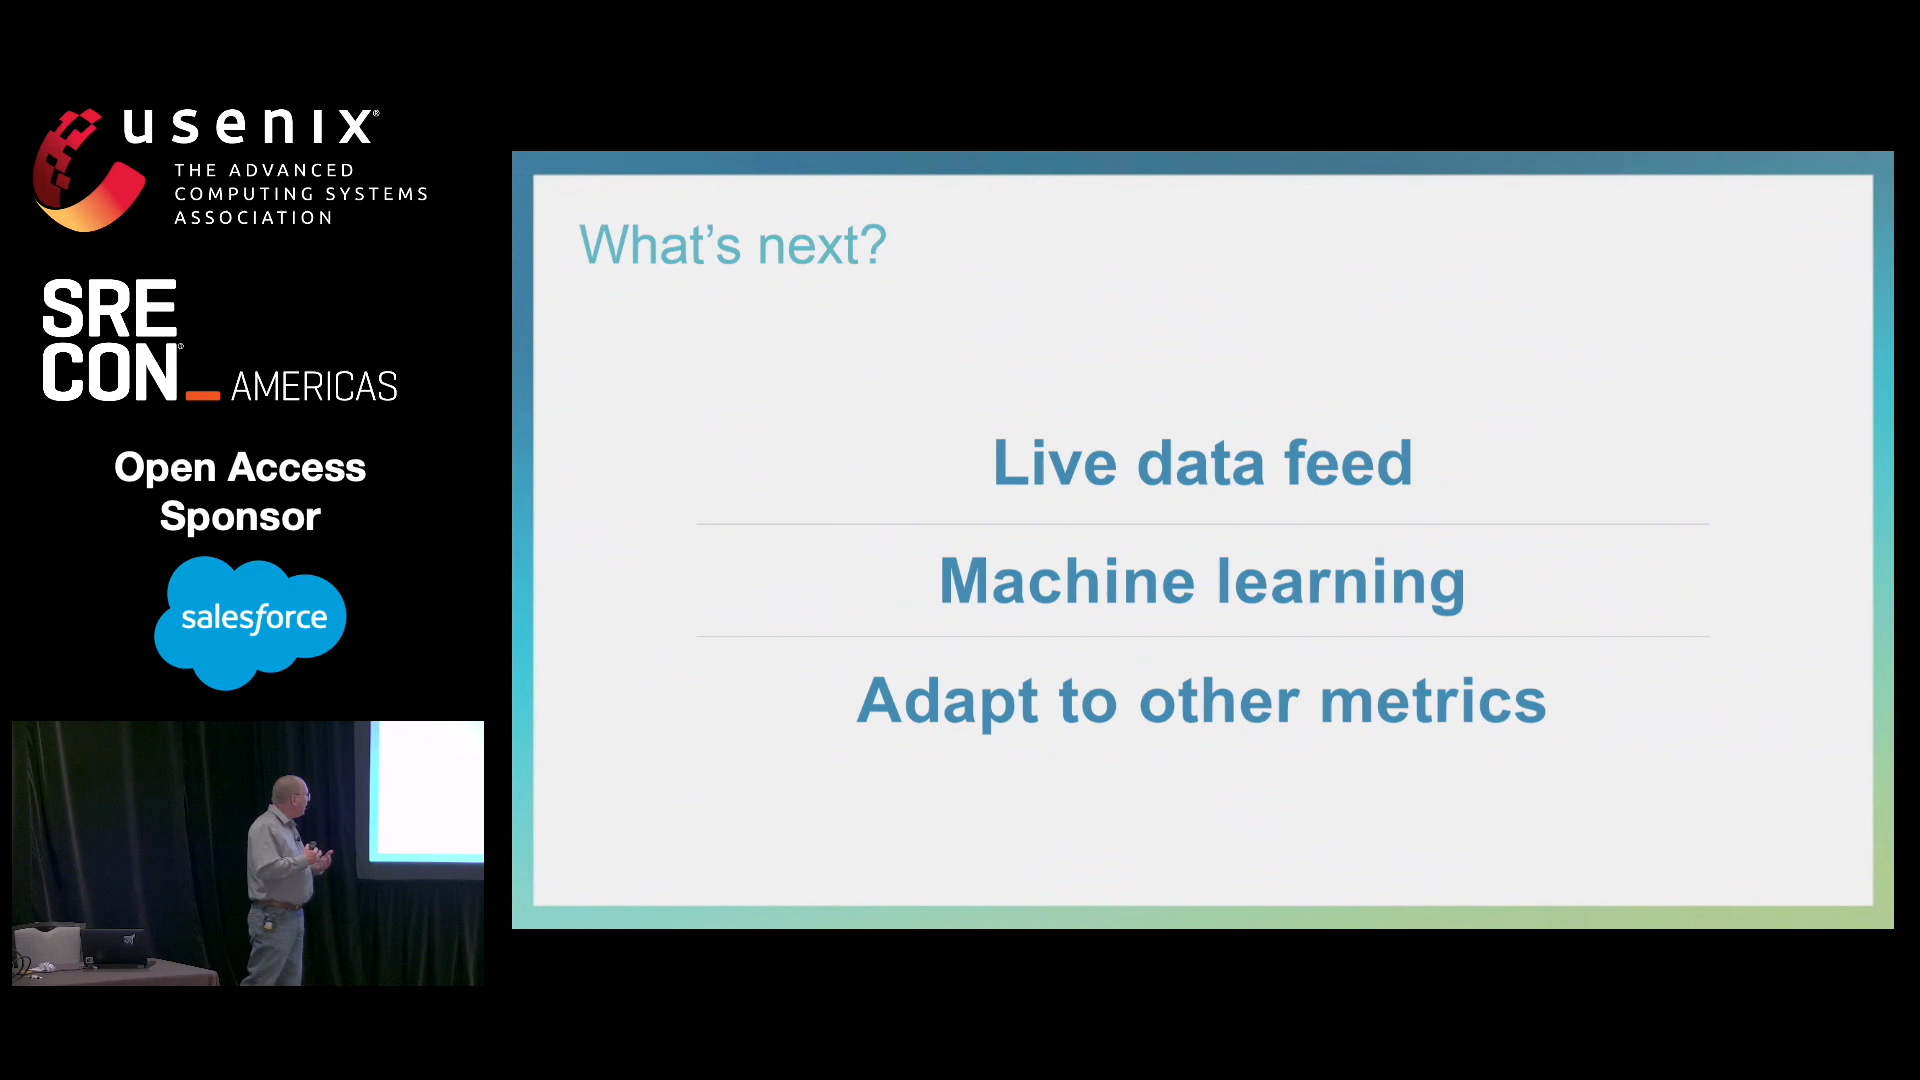 usenix®
THE ADVANCED
COMPUTING SYSTEMS
ASSOCIATION
SRE
CON®_AMERICAS
Open Access
Sponsor
salesforce
What’s next?
Live data feed
Machine learning
Adapt to other metrics